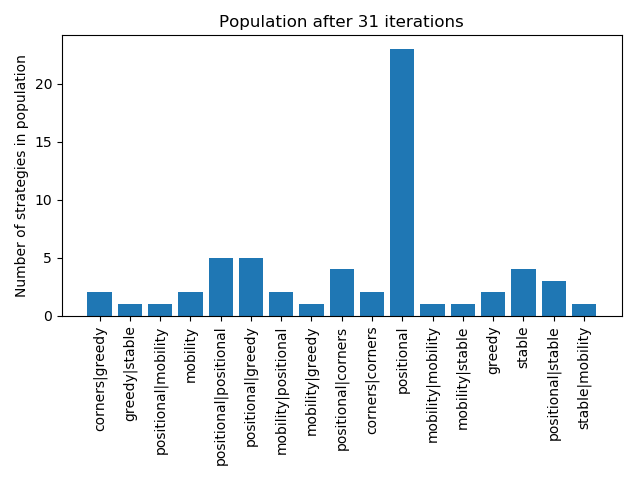 Population after 31 iterations
Number of strategies in population
20
15
10
5
0
corners|greedy
greedy|stable
positional|mobility
mobility
positional|positional
positional|greedy
mobility|positional
mobility|greedy
positional|corners
corners|corners
positional
mobility|mobility
mobility|stable
greedy
stable
positional|stable
stable|mobility